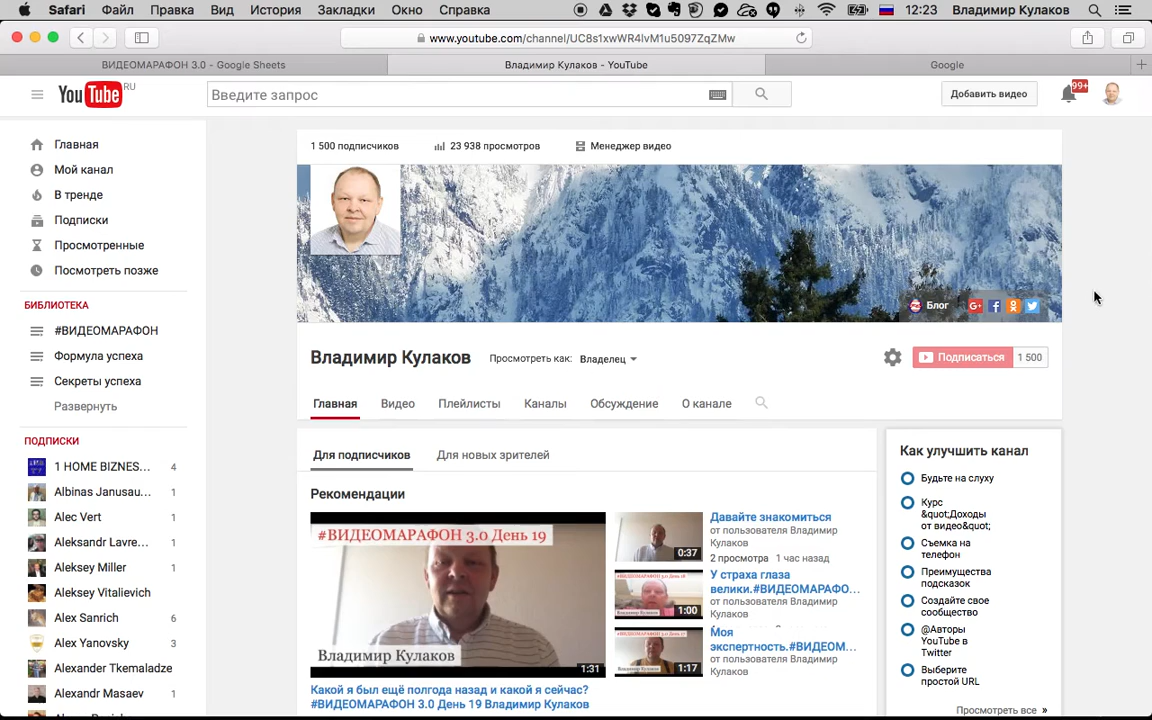 Safari Файл Правка Вид История Закладки Окно Справка 12:23 Владимир Кулаков
www.youtube.com/channel/UC8s1xwWR4lvM1u5097ZqZMw
ВИДЕОМАРАФОН 3.0 - Google Sheets
Владимир Кулаков - YouTube
Google
YouTube RU
Введите запрос
Добавить видео
99+
Главная
Мой канал
В тренде
Подписки
Просмотренные
Посмотреть позже
БИБЛИОТЕКА
#ВИДЕОМАРАФОН
Формула успеха
Секреты успеха
Развернуть
ПОДПИСКИ
1 HOME BIZNES... 4
Albinas Janusau... 1
Alec Vert 1
Aleksandr Lavre... 1
Aleksey Miller 1
Aleksey Vitalievich
Alex Sanrich 6
Alex Yanovsky 3
Alexander Tkemaladze
Alexandr Masaev 1
1 500 подписчиков 23 938 просмотров Менеджер видео
Блог
Владимир Кулаков Просмотреть как: Владелец
Подписаться 1 500
Главная Видео Плейлисты Каналы Обсуждение О канале
Для подписчиков Для новых зрителей
Рекомендации
#ВИДЕОМАРАФОН 3.0 День 19
Владимир Кулаков
1:31
Какой я был ещё полгода назад и какой я сейчас?
#ВИДЕОМАРАФОН 3.0 День 19 Владимир Кулаков
0:37
Давайте знакомиться
от пользователя Владимир
Кулаков
2 просмотра 1 час назад
1:00
У страха глаза
велики.#ВИДЕОМАРАФО...
от пользователя Владимир
Кулаков
1:17
Моя
экспертность.#ВИДЕОМ...
от пользователя Владимир
Кулаков
Как улучшить канал
Будьте на слуху
Курс
&quot;Доходы
от видео&quot;
Съемка на
телефон
Преимущества
подсказок
Создайте свое
сообщество
@Авторы
YouTube в
Twitter
Выберите
простой URL
Просмотреть все »